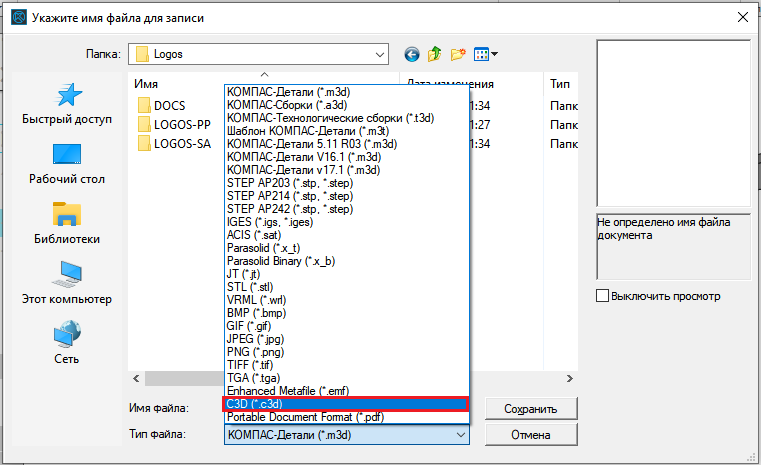 Укажите имя файла для записи
Папка: Logos
Имя
Дата изменения
Тип
DOCS
1:34
Папк
LOGOS-PP
1:27
Папк
LOGOS-SA
1:34
Папк
Быстрый доступ
Рабочий стол
Библиотеки
Этот компьютер
Сеть
КОМПАС-Детали (*.m3d)
КОМПАС-Сборки (*.a3d)
КОМПАС-Технологические сборки (*.t3d)
Шаблон КОМПАС-Детали (*.m3t)
КОМПАС-Детали 5.11 R03 (*.m3d)
КОМПАС-Детали V16.1 (*.m3d)
КОМПАС-Детали v17.1 (*.m3d)
STEP AP203 (*.stp, *.step)
STEP AP214 (*.stp, *.step)
STEP AP242 (*.stp, *.step)
IGES (*.igs, *.iges)
ACIS (*.sat)
Parasolid (*.x_t)
Parasolid Binary (*.x_b)
JT (*.jt)
STL (*.stl)
VRML (*.wrl)
BMP (*.bmp)
GIF (*.gif)
JPEG (*.jpg)
PNG (*.png)
TIFF (*.tif)
TGA (*.tga)
Enhanced Metafile (*.emf)
C3D (*.c3d)
Portable Document Format (*.pdf)
Имя файла:
Тип файла: КОМПАС-Детали (*.m3d)
Сохранить
Отмена
Не определено имя файла
документа
Выключить просмотр